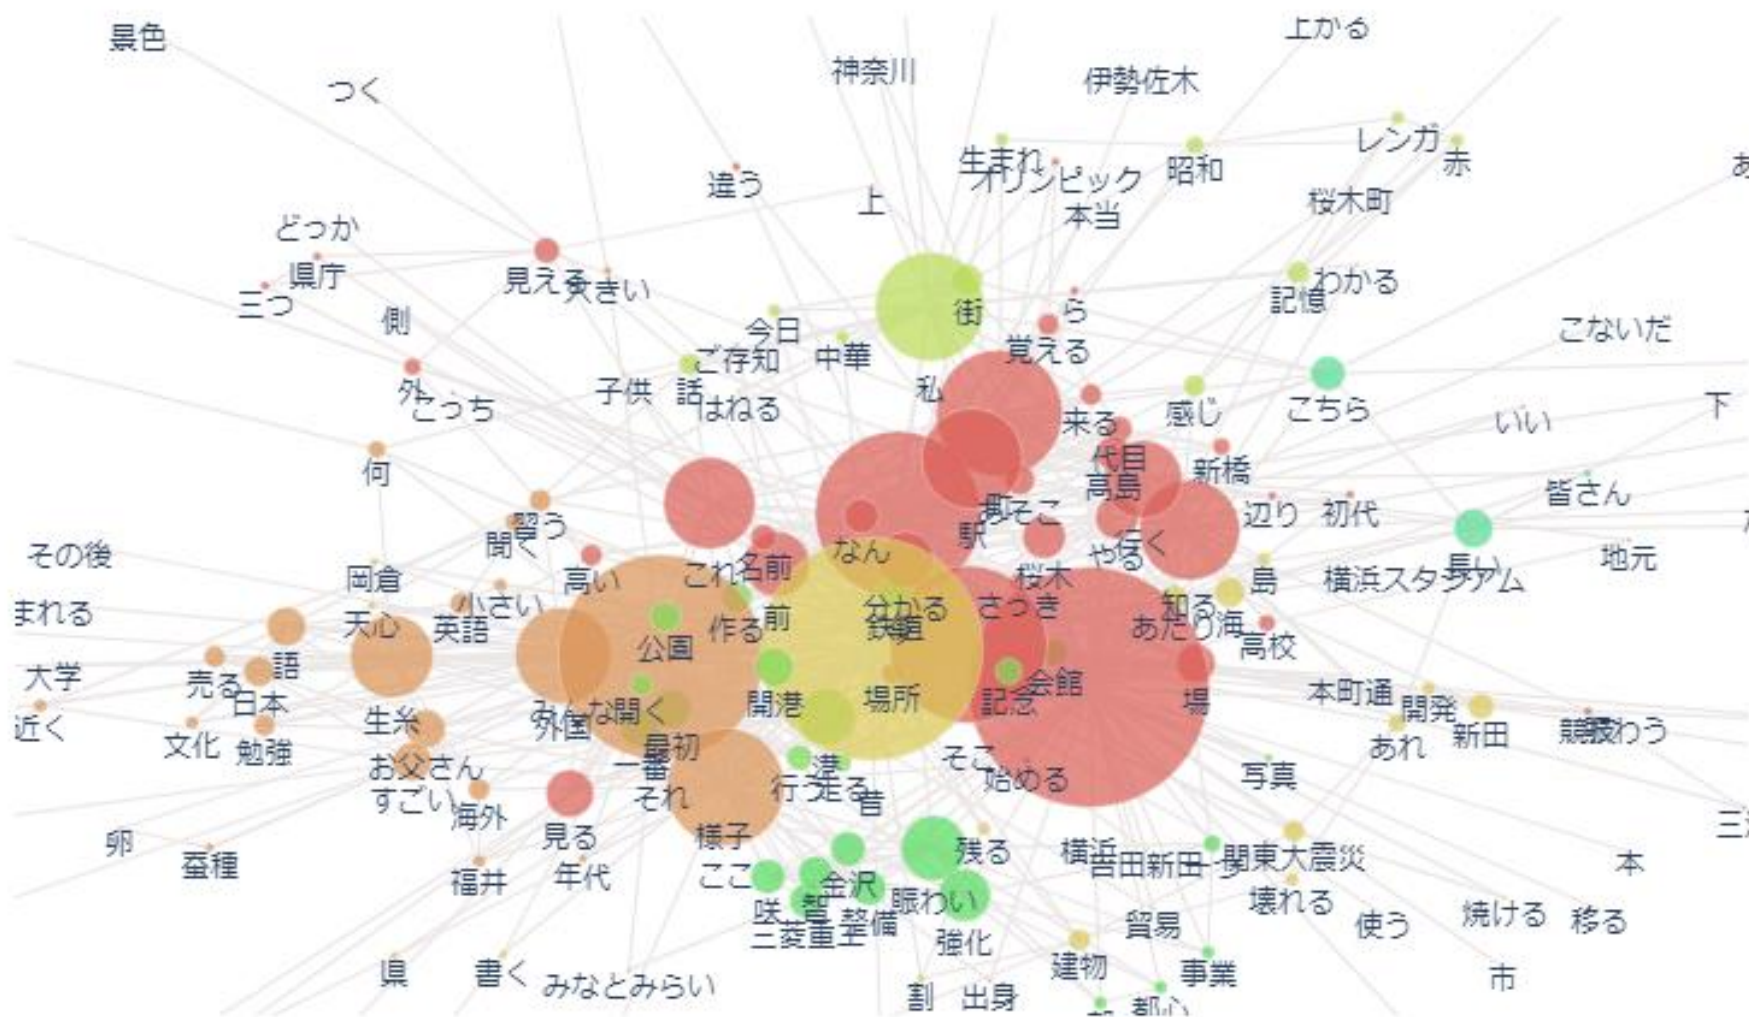 景色
上かる
つく
神奈川
伊勢佐木
レンガ
赤
生まれ
昭和
オリンピック
違う
上
本当
桜木町
どっか
県庁
三つ
見える
大きい
側
今日
中華
街
ら
覚える
記憶
わかる
こないだ
ご存知
子供
話
はねる
私
外
こっち
来る
感じ
こちら
いい
下
何
代目
新橋
高島
皆さん
習う
聞く
町
あそこ
駅
辺り
初代
なん
やる
行く
その後
岡倉
高い
これ
名前
桜木
島
横浜スタジアム
長い
地元
まれる
天心
英語
小さい
作る
前
分かる
鉄道
さっき
知る
あたり
海
高校
公園
大学
売る
語
日本
生糸
外国
みんな
開く
開港
場所
記念
会館
場
本町通
開発
あれ
新田
賑わう
近く
文化
勉強
最初
一番
お父さん
すごい
海外
それ
行う
港
走る
昔
そこ
始める
写真
卵
蚕種
福井
見る
年代
様子
ここ
金沢
残る
横浜
吉田新田
一つ
関東大震災
本
咲
三菱重工
整備
賑わい
強化
貿易
壊れる
使う
焼ける
移る
県
書く
みなとみらい
割
出身
建物
事業
都心
市